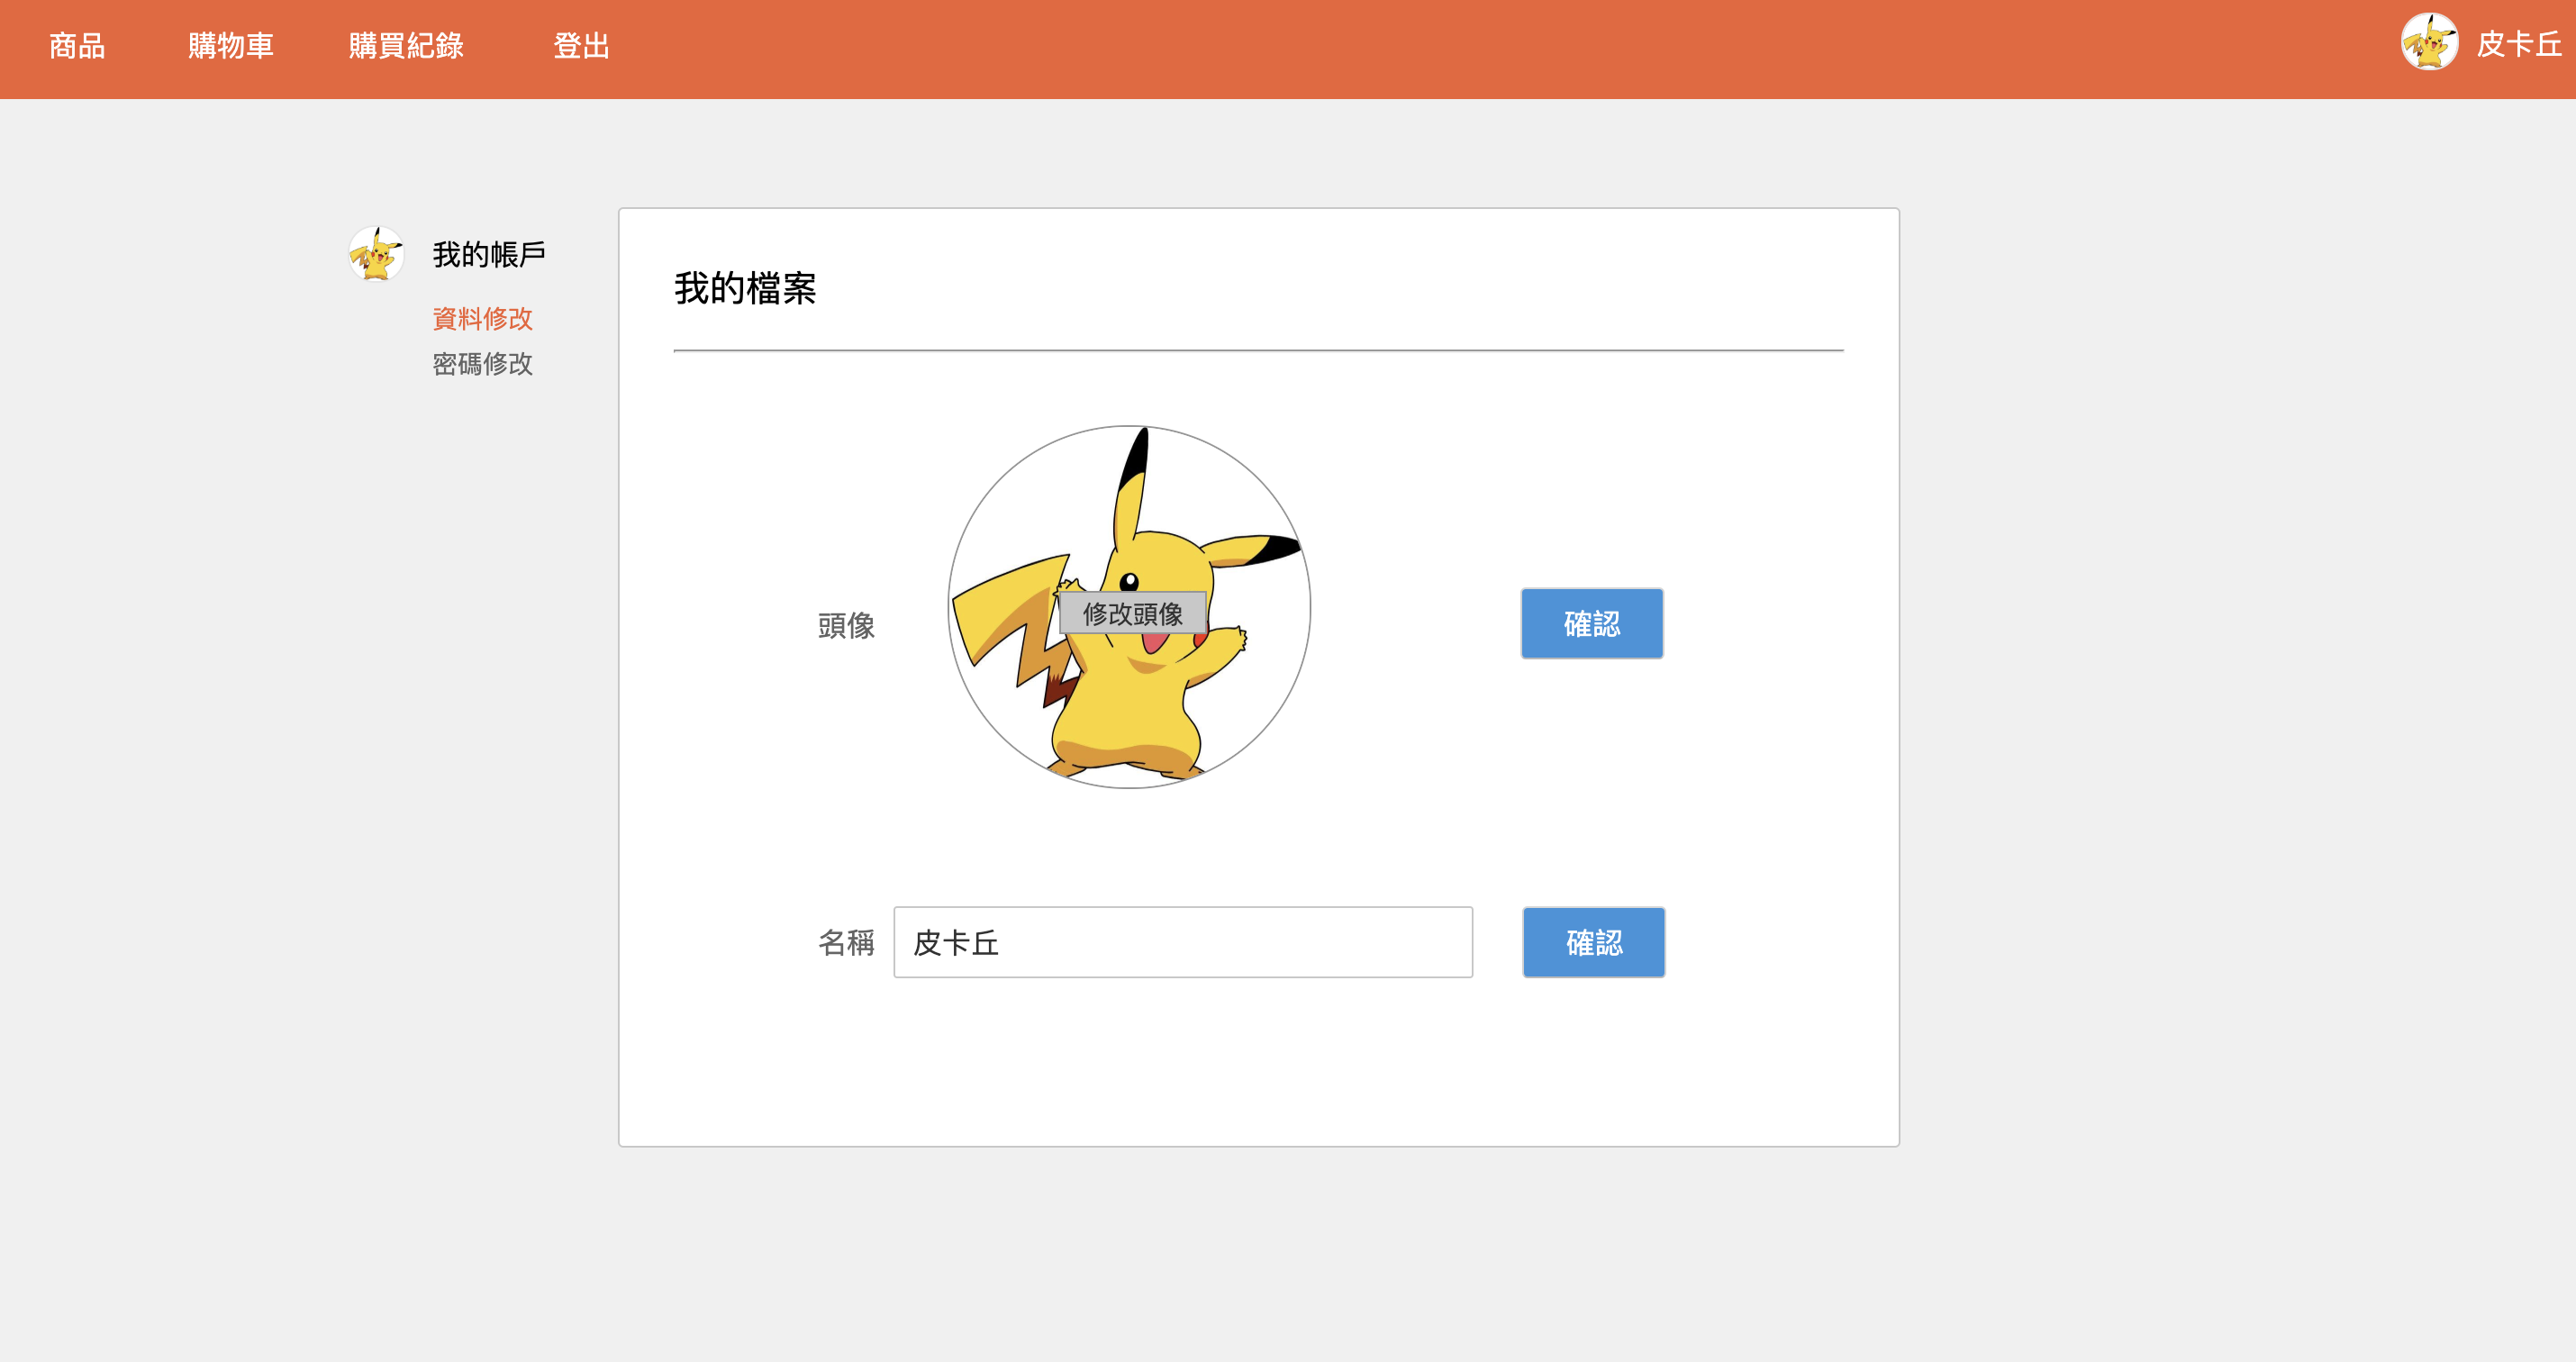 商品 購物車 購買紀錄 登出 皮卡丘
我的帳戶
資料修改
密碼修改
我的檔案
頭像 修改頭像 確認
名稱 皮卡丘 確認